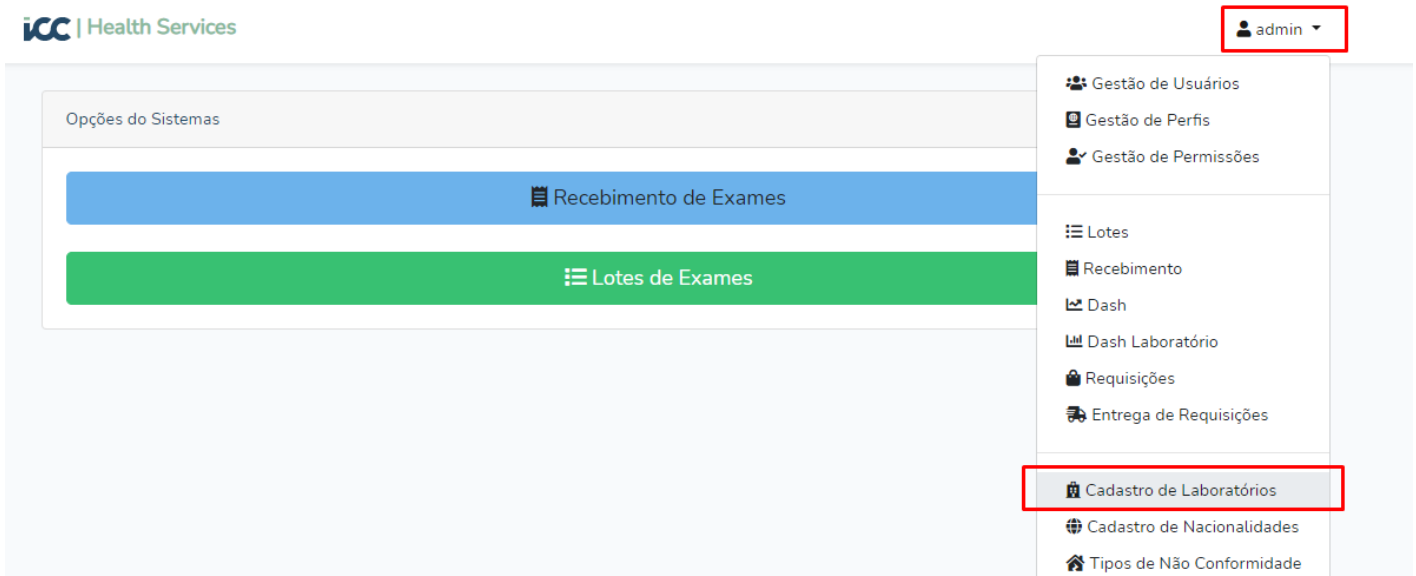 icc | Health Services
admin
Opções do Sistemas
Recebimento de Exames
Lotes de Exames
Gestão de Usuários
Gestão de Perfis
Gestão de Permissões
Lotes
Recebimento
Dash
Dash Laboratório
Requisições
Entrega de Requisições
Cadastro de Laboratórios
Cadastro de Nacionalidades
Tipos de Não Conformidade